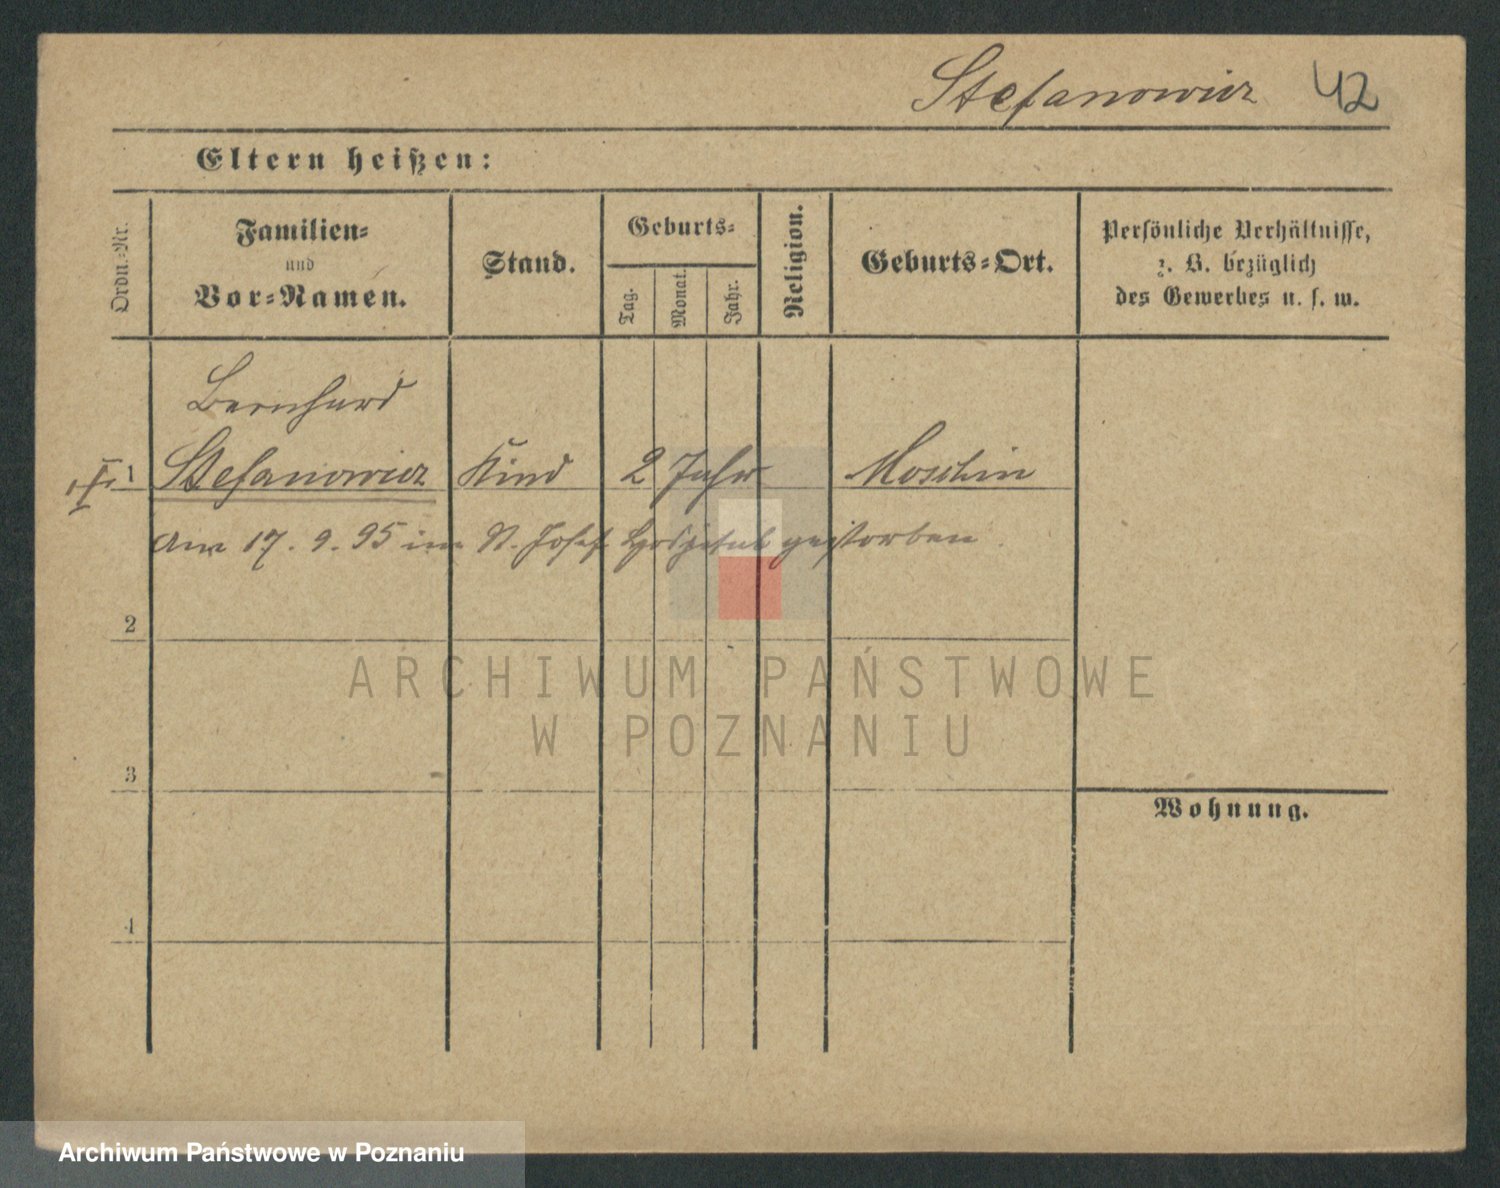 Stefanowicz 42
Eltern heißen:
Ordn.-Nr.
Familien-
und
Vor-Namen.
Stand.
Geburts-
Tag.
Monat.
Jahr.
Religion.
Geburts-Ort.
Persönliche Verhältnisse,
z. B. bezüglich
des Gewerbes u. s. w.
Bernhard
1 Stefanowicz Kind 2 Jahr Moschin
Am 17. 9. 95 im St. Josef Hospital gestorben.
2
3
4
Wohnung.
ARCHIWUM PAŃSTWOWE
W POZNANIU
Archiwum Państwowe w Poznaniu